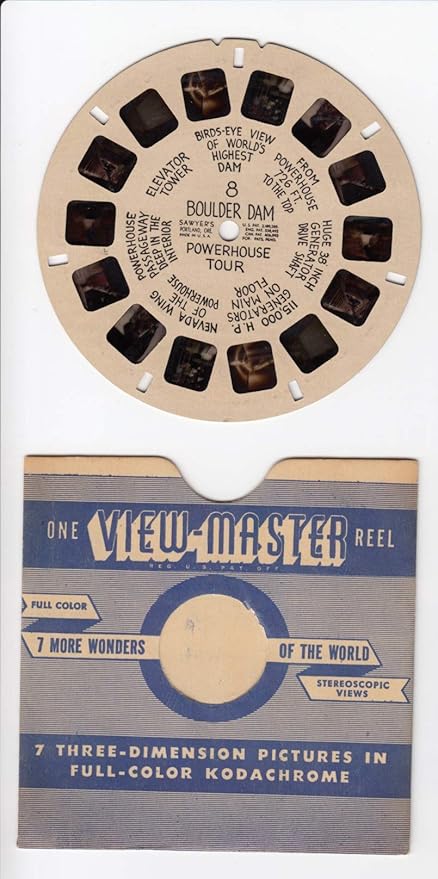 BIRDS-EYE VIEW
OF WORLD'S
HIGHEST
DAM
FROM
POWERHOUSE
726 FT.
TO THE TOP
HUGE 38 INCH
GENERATOR
DRIVE SHAFT
115,000 H.P.
GENERATORS
ON MAIN
FLOOR
NEVADA WING
OF THE
POWERHOUSE
POWERHOUSE
PASSAGEWAY
DEEP IN THE
INTERIOR
ELEVATOR
TOWER
8
BOULDER DAM
SAWYER'S
PORTLAND, ORE.
MADE IN U.S.A.
POWERHOUSE
TOUR
ONE VIEW-MASTER REEL
REG. U.S. PAT. OFF.
FULL COLOR
7 MORE WONDERS OF THE WORLD
STEREOSCOPIC
VIEWS
7 THREE-DIMENSION PICTURES IN
FULL-COLOR KODACHROME